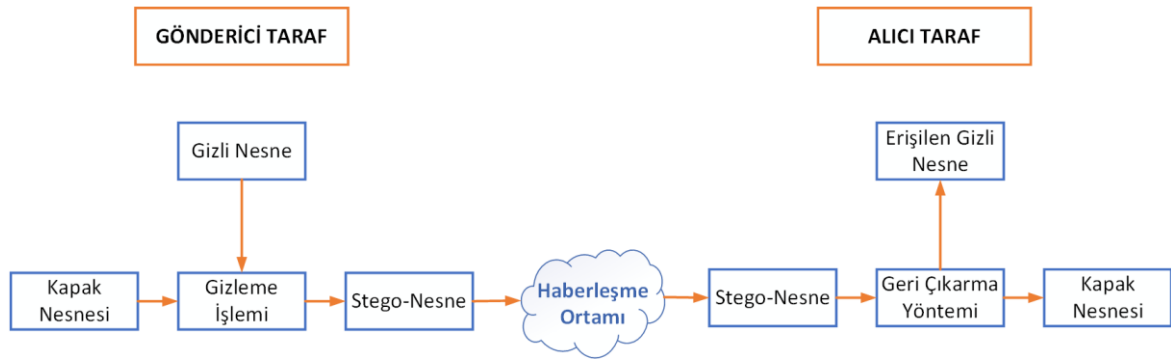 GÖNDERİCİ TARAF
ALICI TARAF
Gizli Nesne
Erişilen Gizli
Nesne
Kapak
Nesnesi
Gizleme
İşlemi
Stego-Nesne
Haberleşme
Ortamı
Stego-Nesne
Geri Çıkarma
Yöntemi
Kapak
Nesnesi